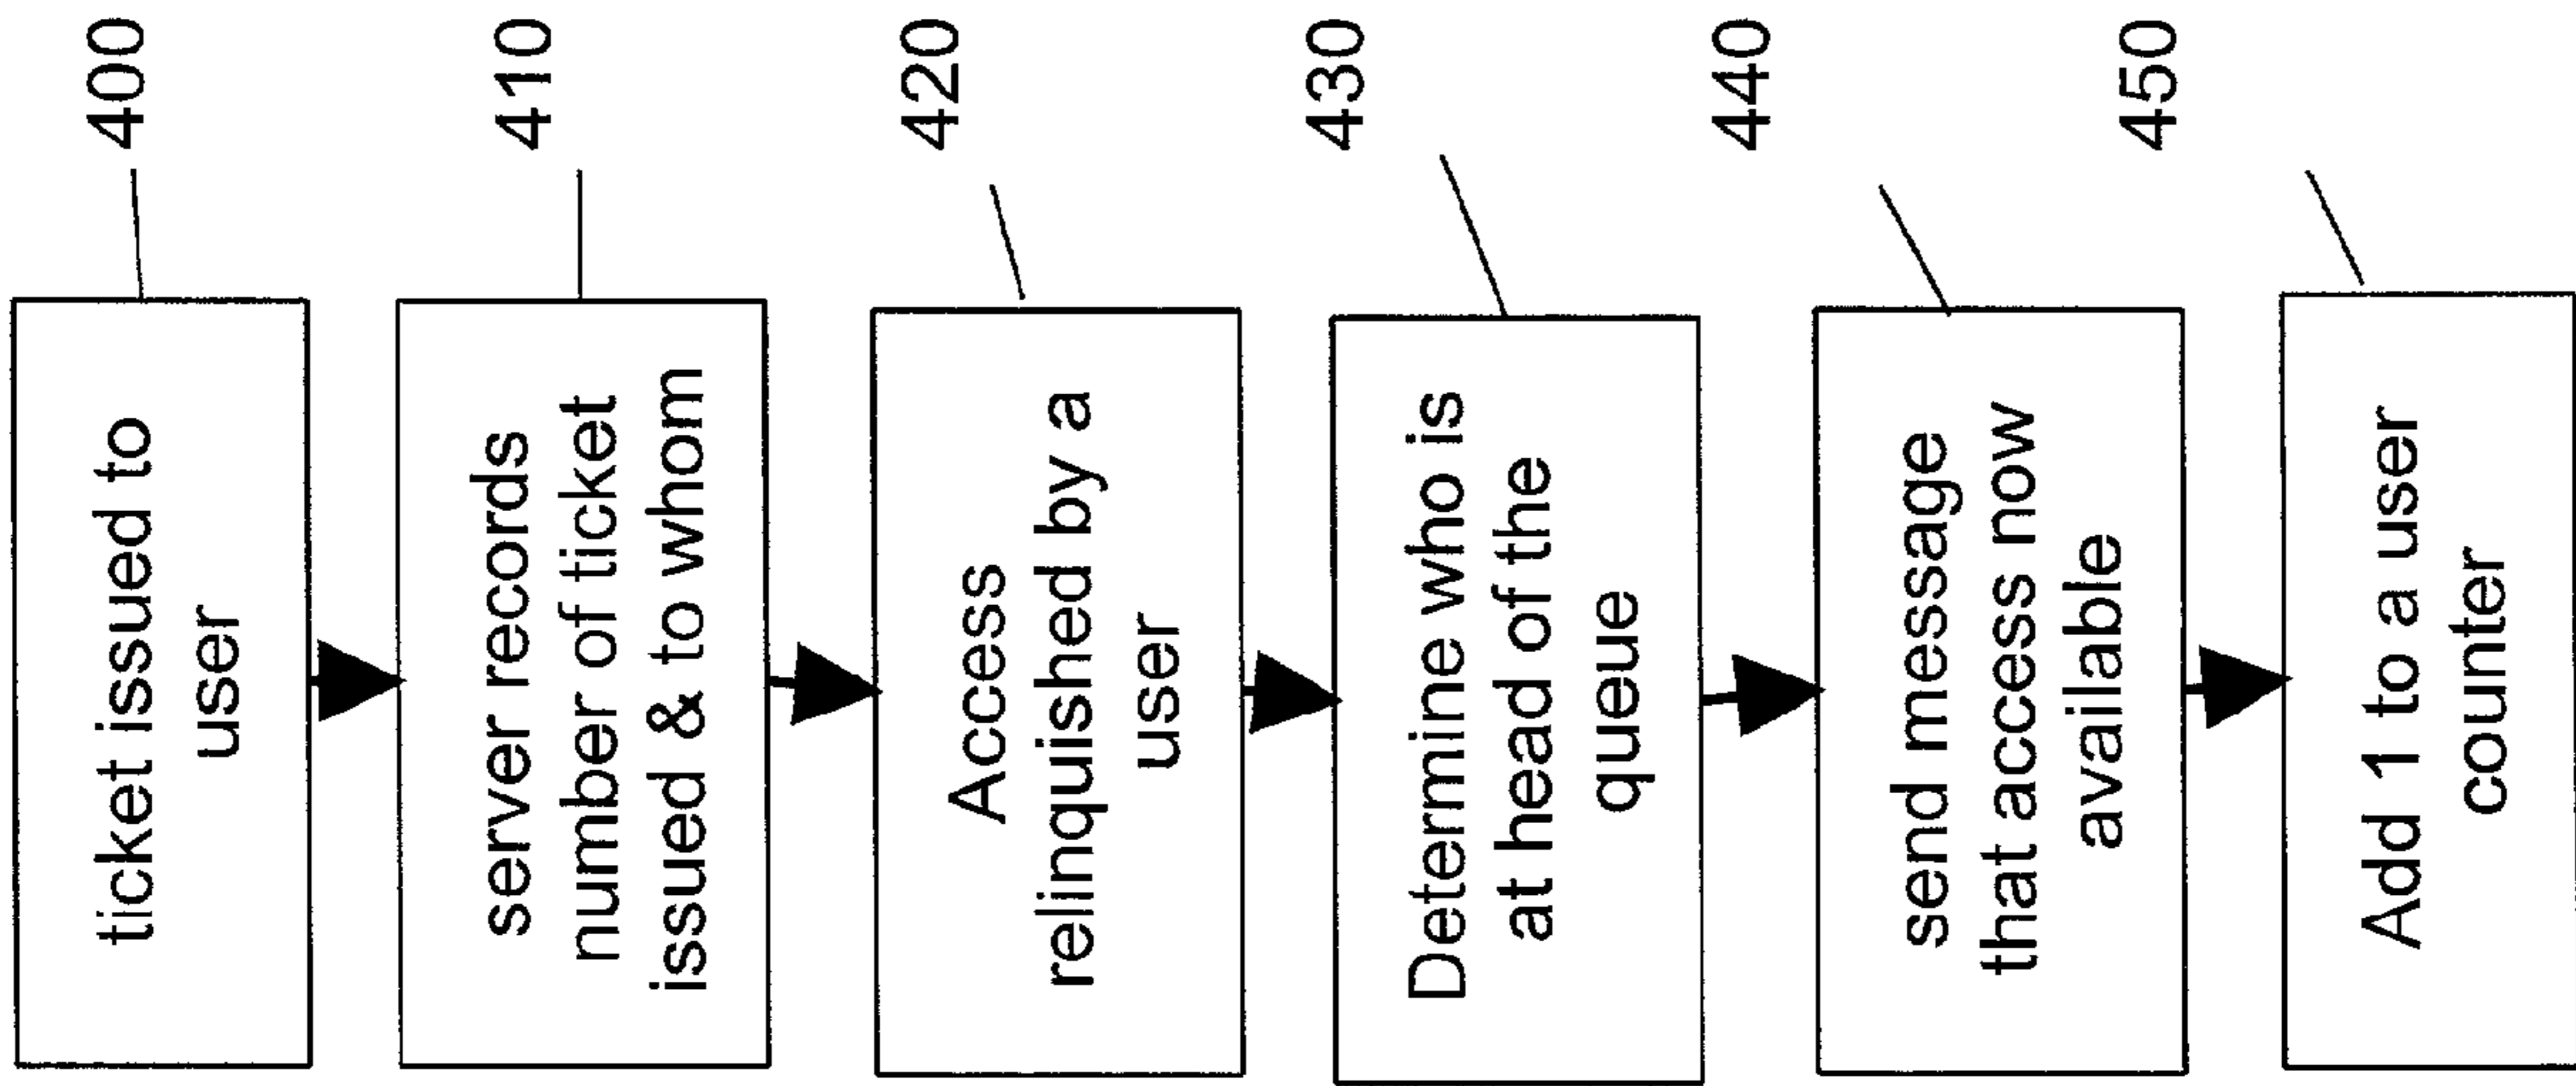 400
ticket issued to
user
410
server records
number of ticket
issued & to whom
420
Access
relinquished by a
user
430
Determine who is
at head of the
queue
440
send message
that access now
available
450
Add 1 to a user
counter